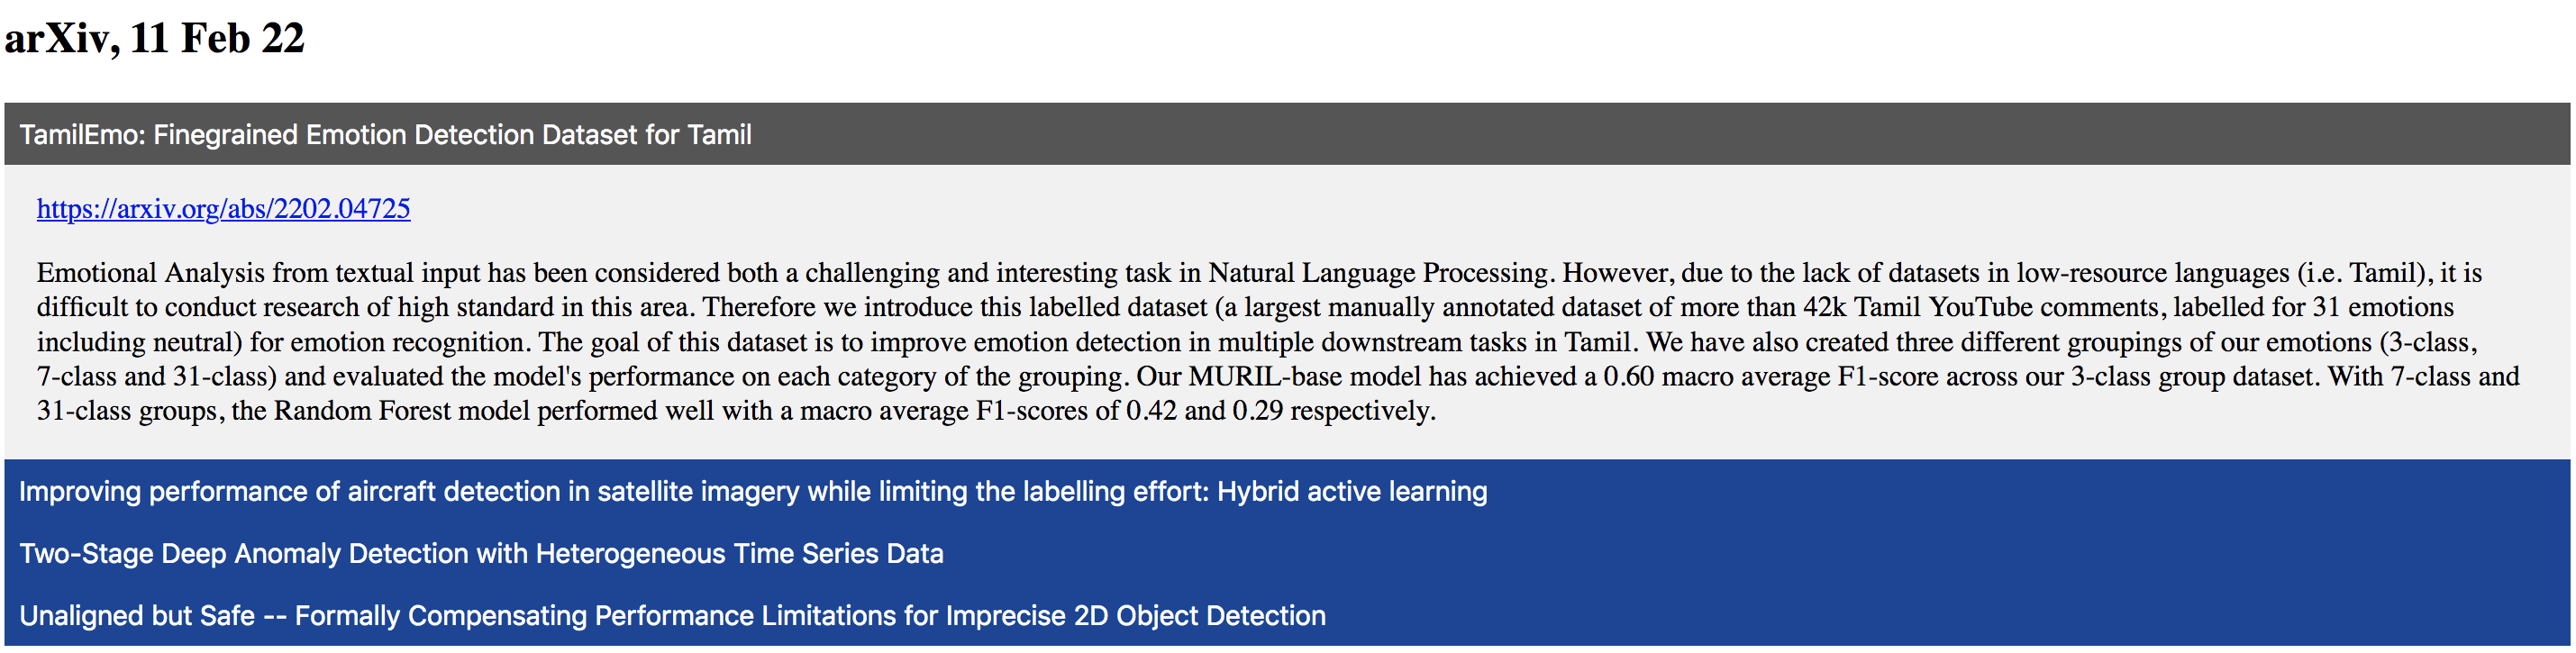 arXiv, 11 Feb 22
TamilEmo: Finegrained Emotion Detection Dataset for Tamil
https://arxiv.org/abs/2202.04725
Emotional Analysis from textual input has been considered both a challenging and interesting task in Natural Language Processing. However, due to the lack of datasets in low-resource languages (i.e. Tamil), it is
difficult to conduct research of high standard in this area. Therefore we introduce this labelled dataset (a largest manually annotated dataset of more than 42k Tamil YouTube comments, labelled for 31 emotions
including neutral) for emotion recognition. The goal of this dataset is to improve emotion detection in multiple downstream tasks in Tamil. We have also created three different groupings of our emotions (3-class,
7-class and 31-class) and evaluated the model's performance on each category of the grouping. Our MURIL-base model has achieved a 0.60 macro average F1-score across our 3-class group dataset. With 7-class and
31-class groups, the Random Forest model performed well with a macro average F1-scores of 0.42 and 0.29 respectively.
Improving performance of aircraft detection in satellite imagery while limiting the labelling effort: Hybrid active learning
Two-Stage Deep Anomaly Detection with Heterogeneous Time Series Data
Unaligned but Safe -- Formally Compensating Performance Limitations for Imprecise 2D Object Detection